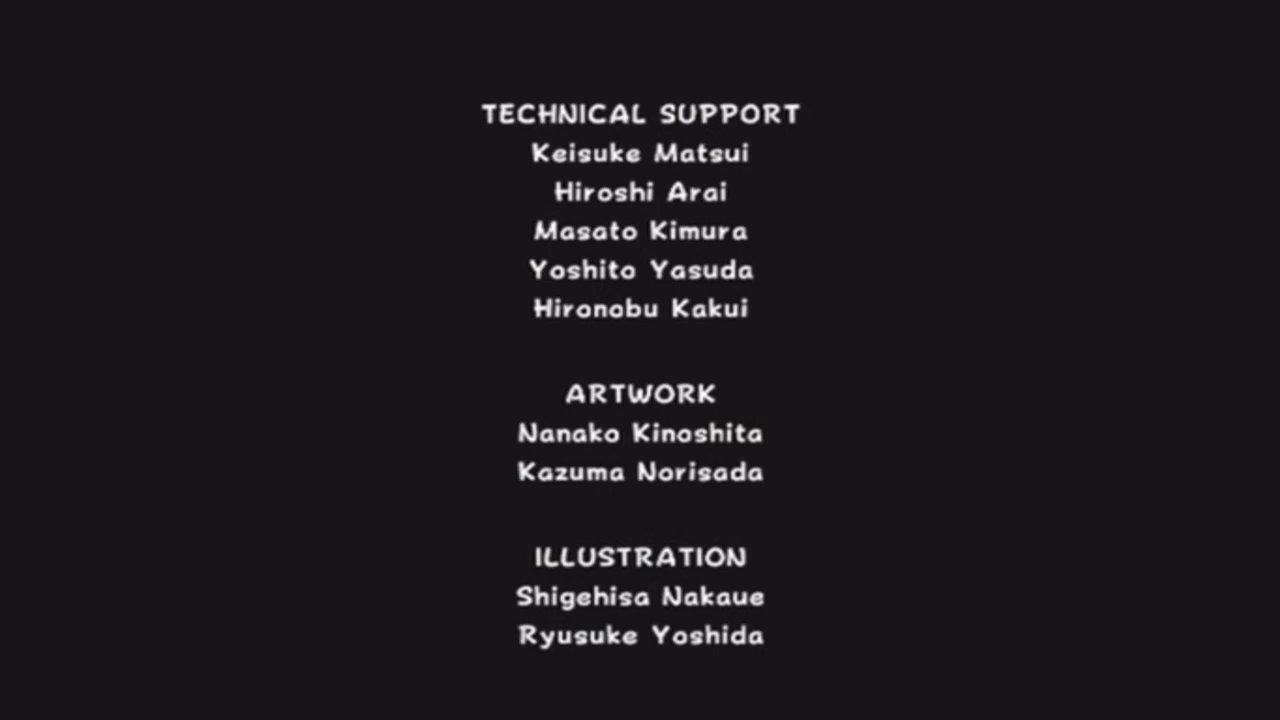 TECHNICAL SUPPORT
Keisuke Matsui
Hiroshi Arai
Masato Kimura
Yoshito Yasuda
Hironobu Kakui
ARTWORK
Nanako Kinoshita
Kazuma Norisada
ILLUSTRATION
Shigehisa Nakaue
Ryusuke Yoshida